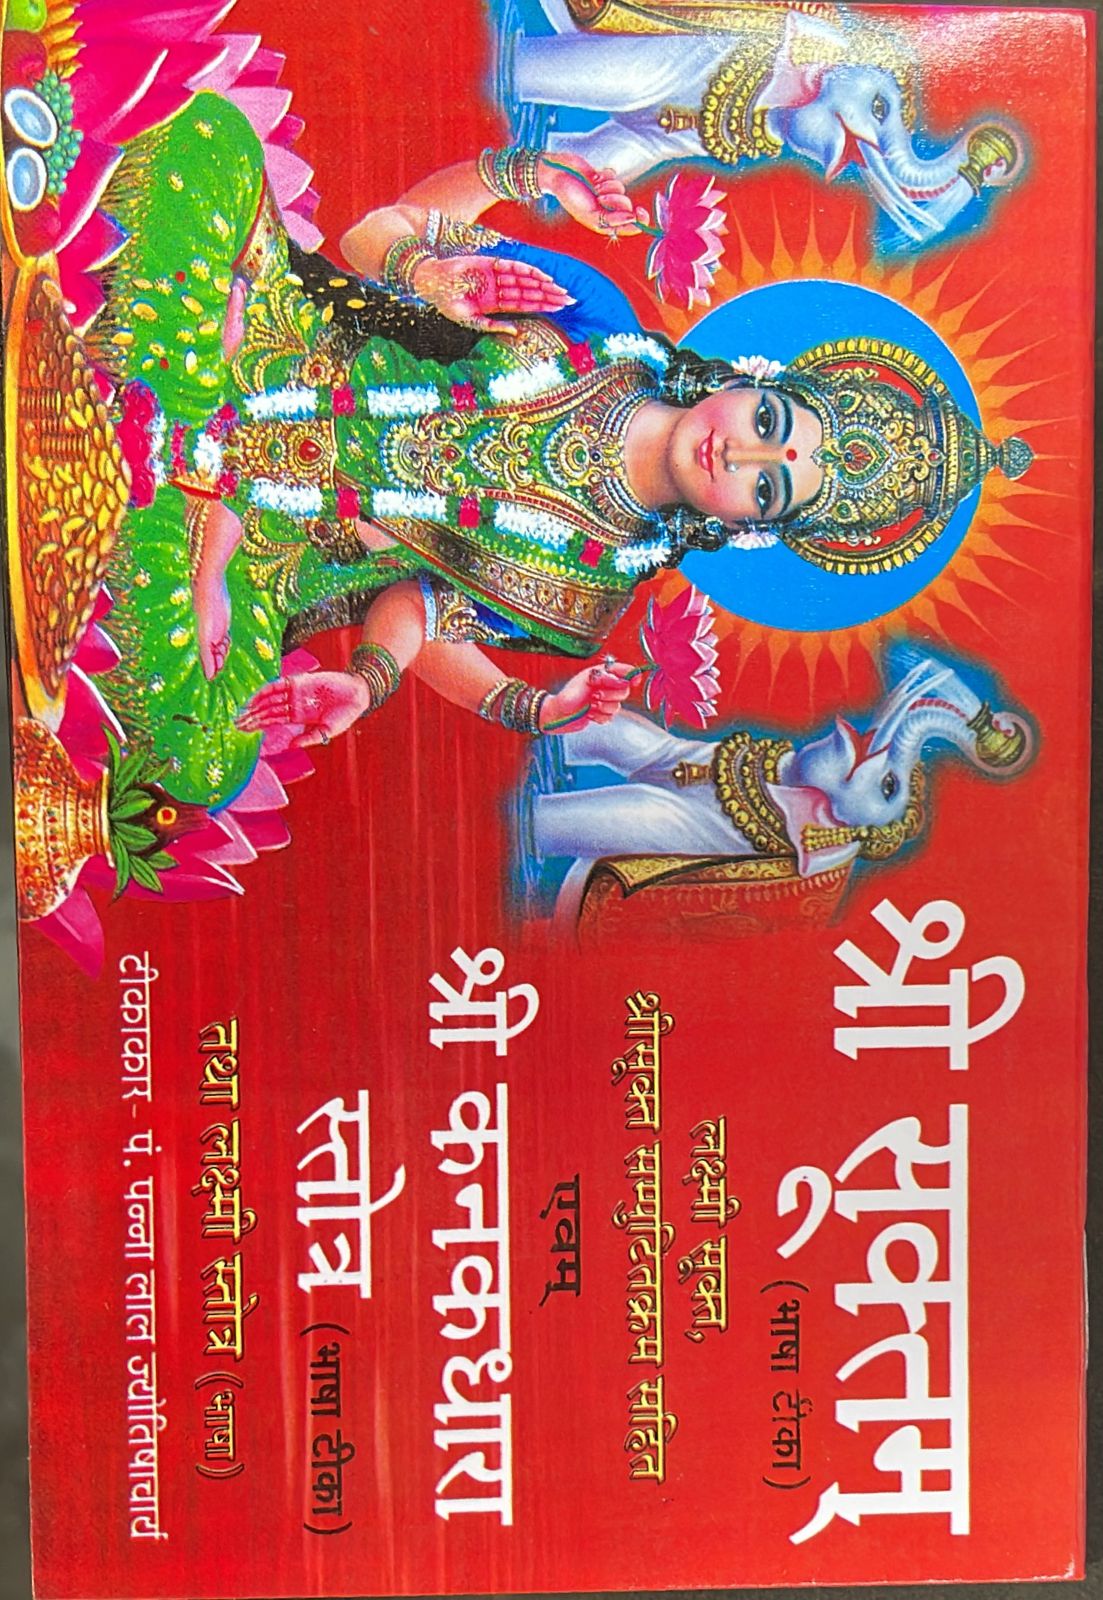 श्री सूक्तम्
(भाषा टीका)
लक्ष्मी सूक्त,
श्रीसूक्त सम्पुटितक्रम सहित
एवम्
श्री कनकधारा
स्तोत्र (भाषा टीका)
तथा लक्ष्मी स्तोत्र (भाषा)
टीकाकार- पं. पन्ना लाल ज्योतिषाचार्य